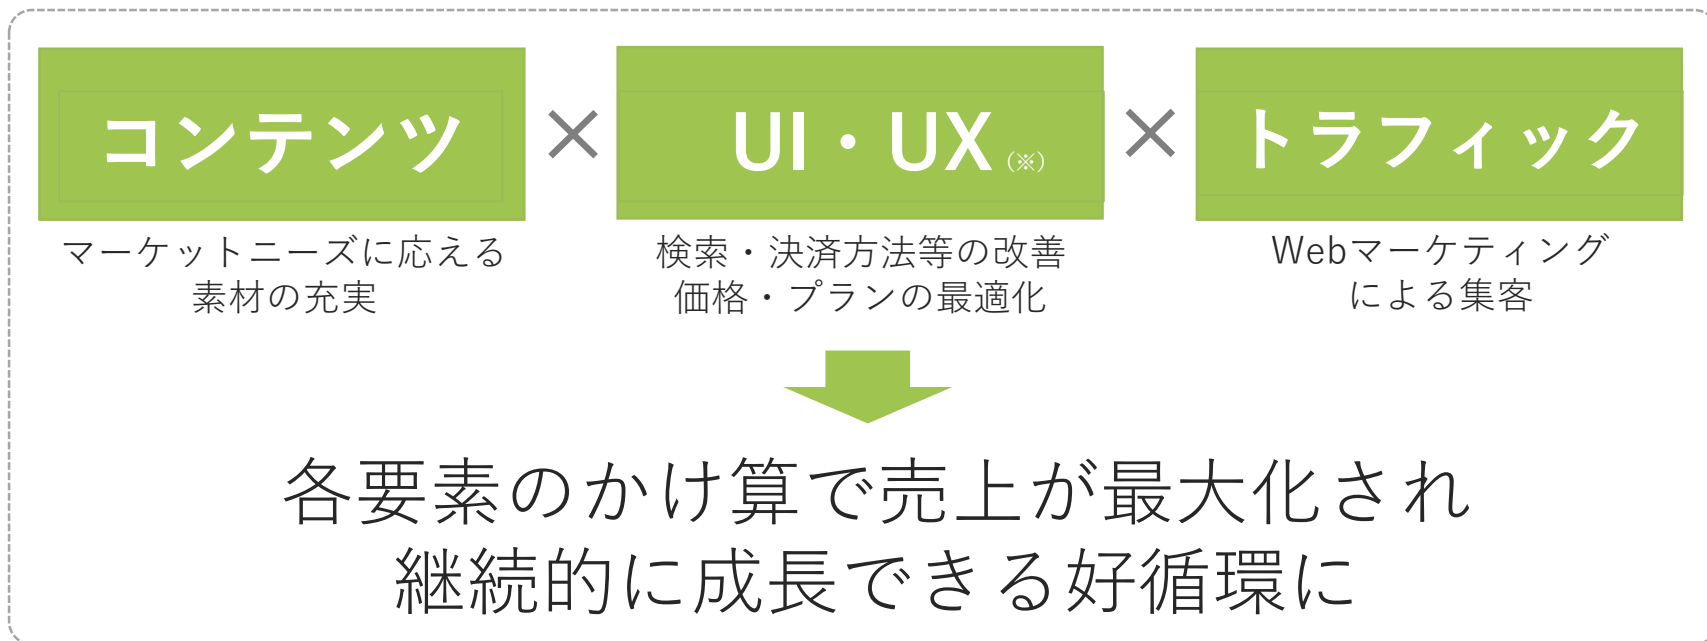 コンテンツ × UI・UX(※) × トラフィック
マーケットニーズに応える
素材の充実
検索・決済方法等の改善
価格・プランの最適化
Webマーケティング
による集客
各要素のかけ算で売上が最大化され
継続的に成長できる好循環に